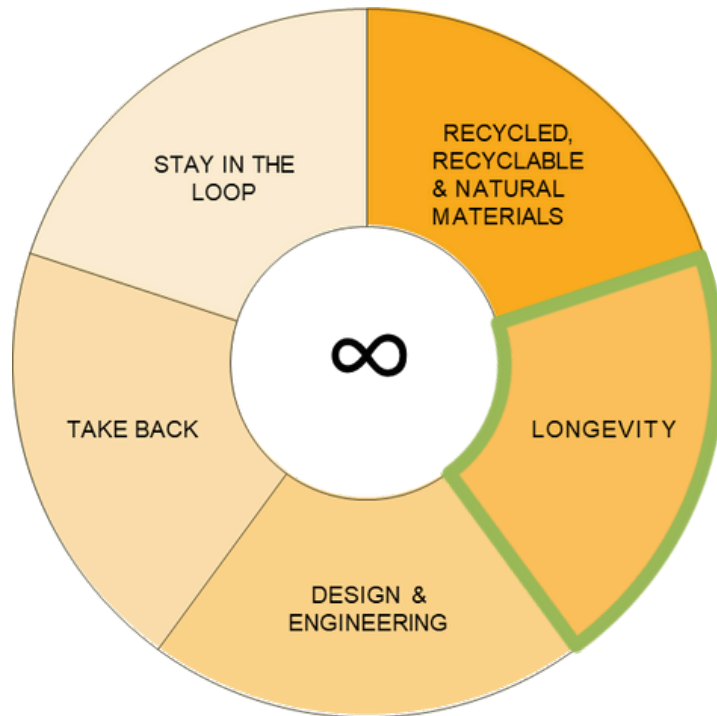 RECYCLED,
RECYCLABLE
& NATURAL
MATERIALS
LONGEVITY
DESIGN &
ENGINEERING
TAKE BACK
STAY IN THE
LOOP
∞